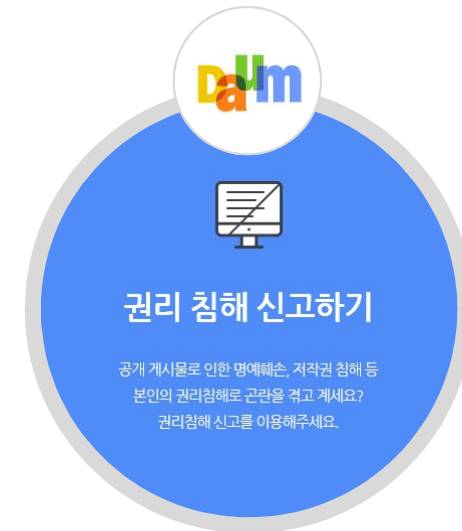 Daum
권리 침해 신고하기
공개 게시물로 인한 명예훼손, 저작권 침해 등
본인의 권리침해로 곤란을 겪고 계세요?
권리침해 신고를 이용해주세요.